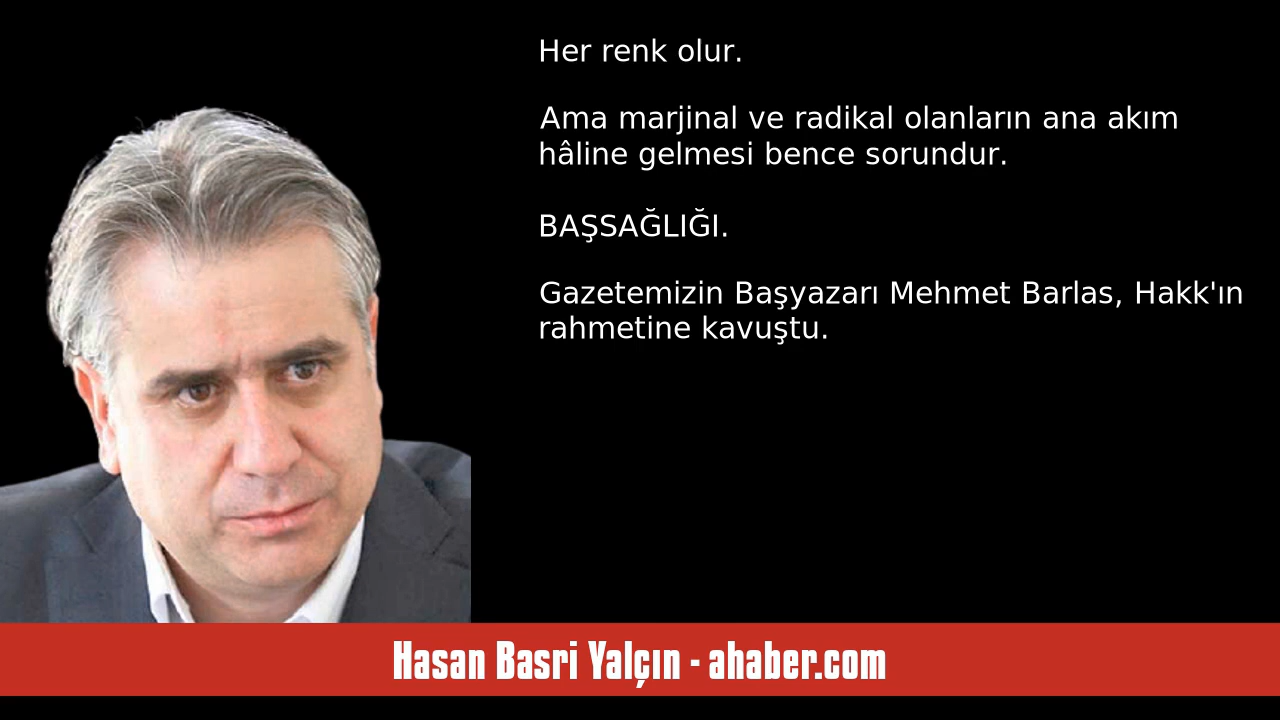 Her renk olur.
Ama marjinal ve radikal olanların ana akım
hâline gelmesi bence sorundur.
BAŞSAĞLIĞI.
Gazetemizin Başyazarı Mehmet Barlas, Hakk'ın
rahmetine kavuştu.
Hasan Basri Yalçın - ahaber.com